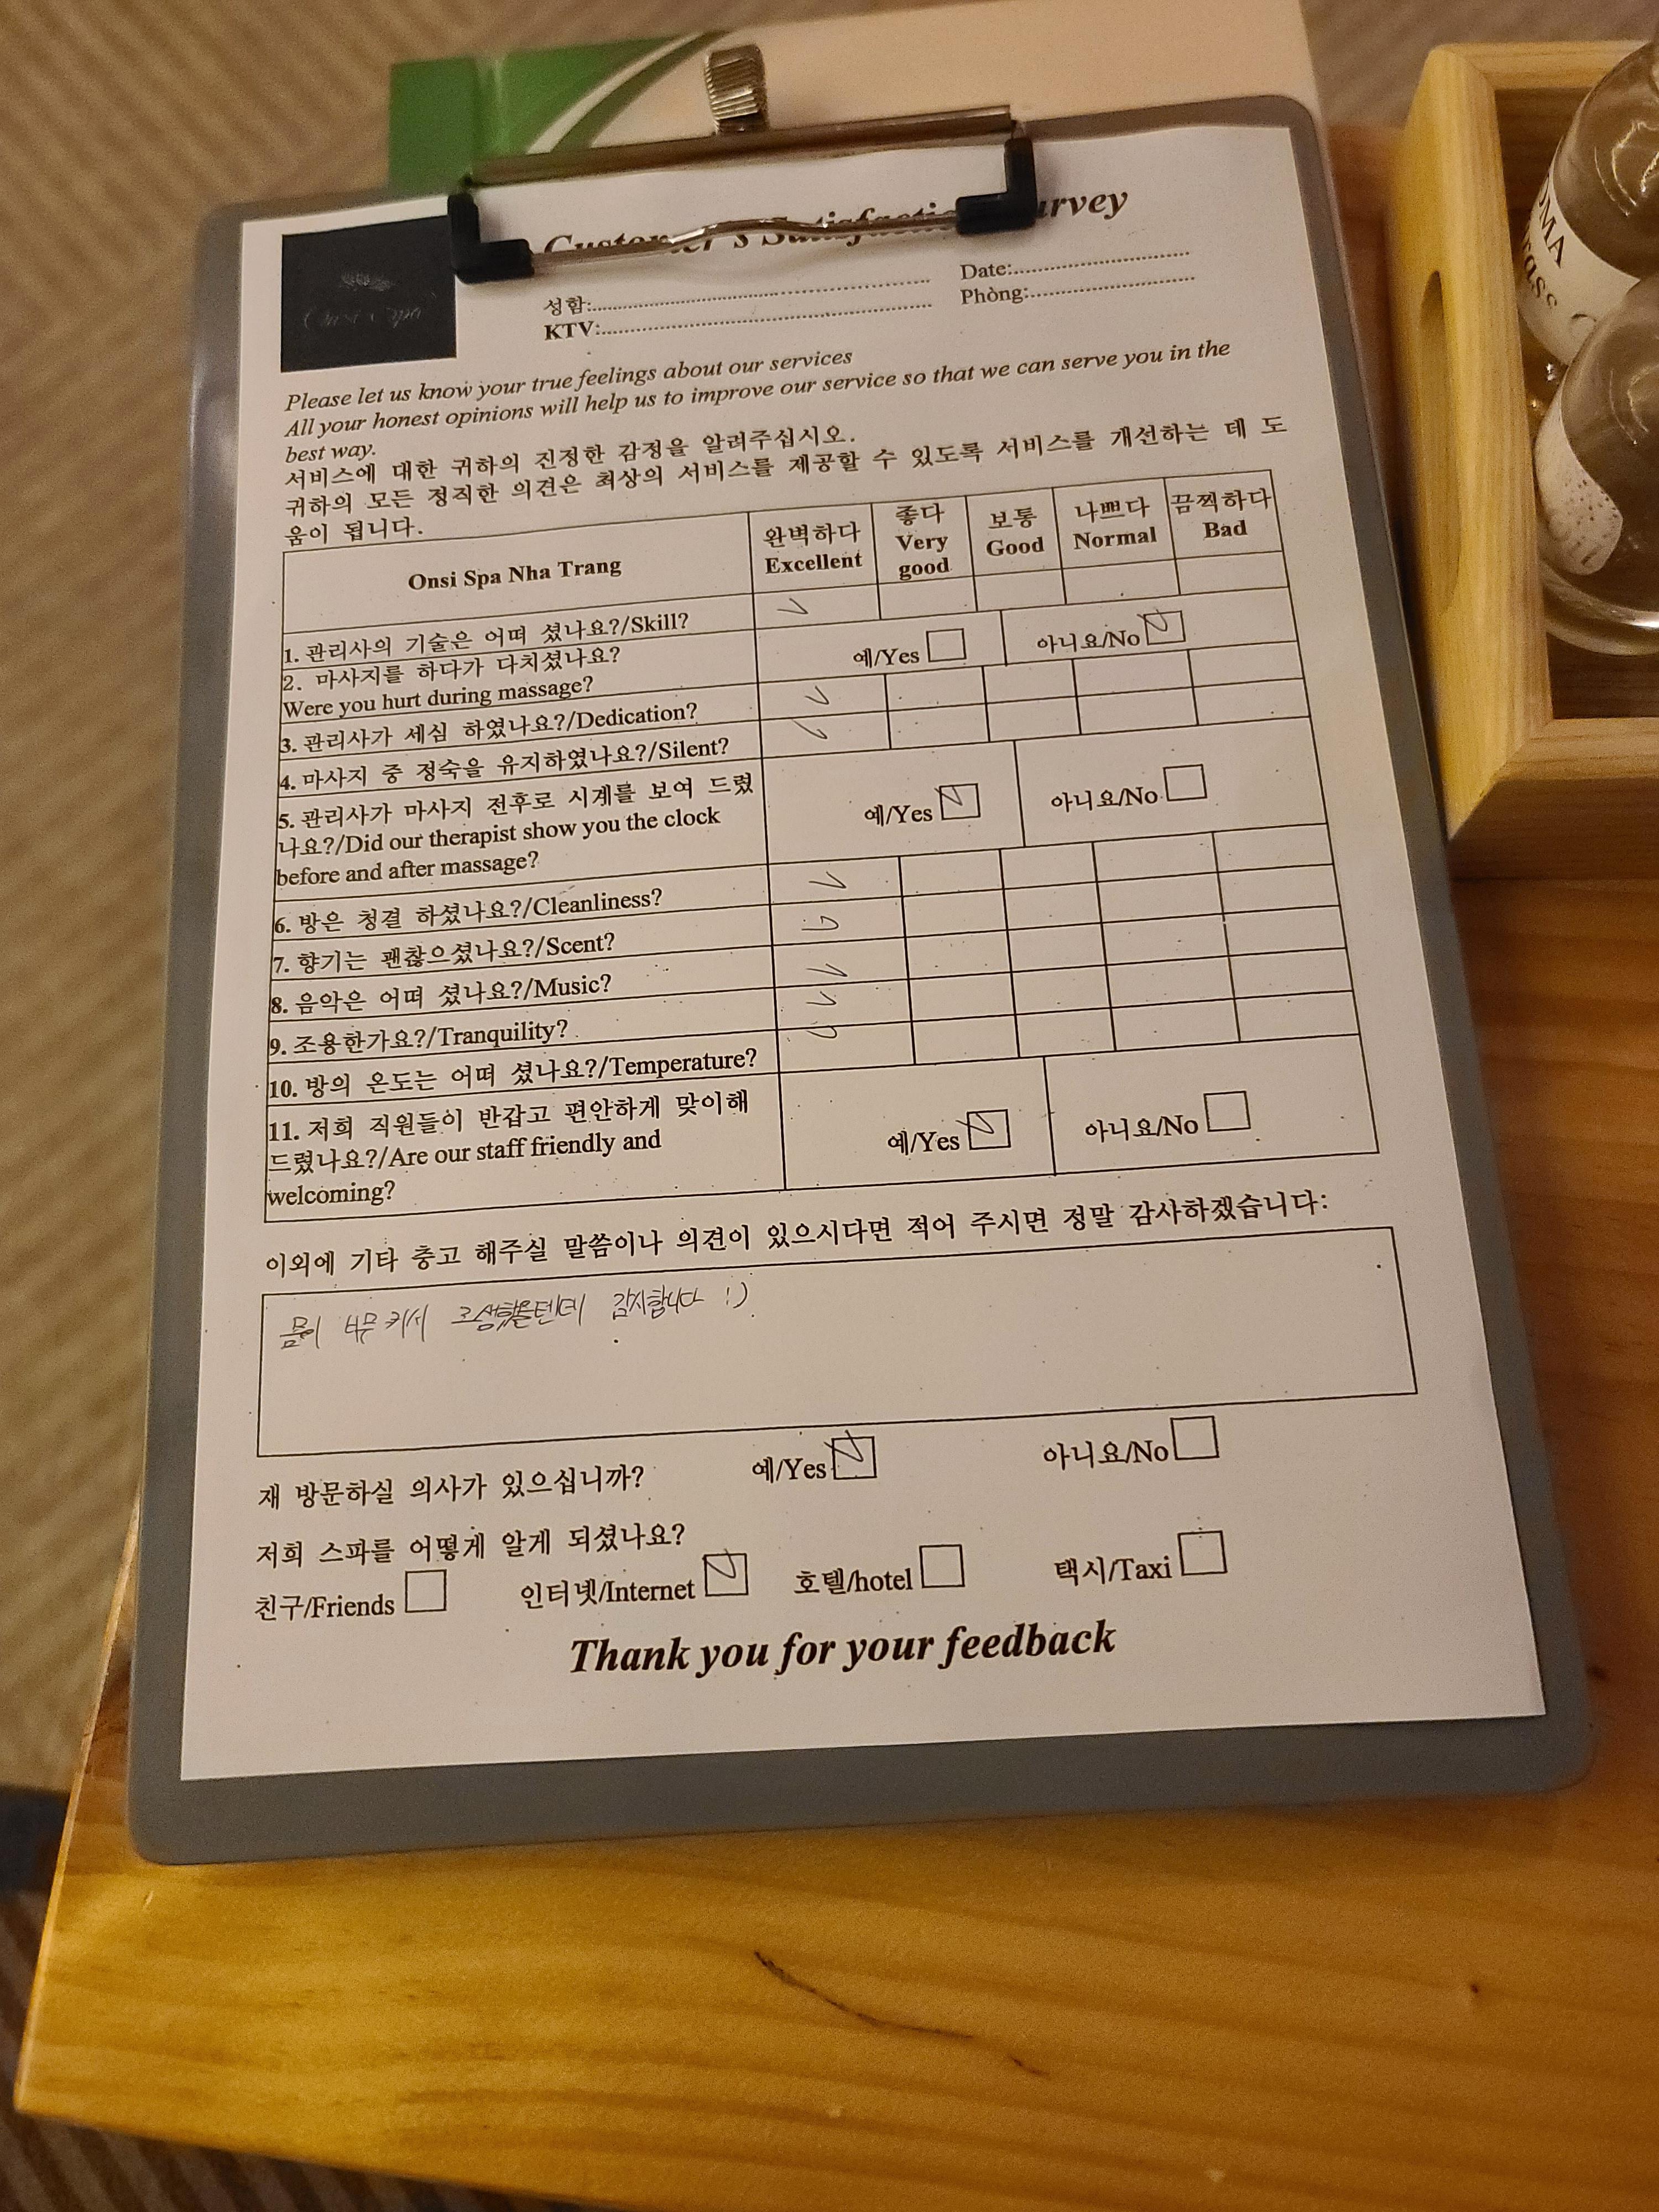 Customer's Satisfaction Survey
Onsi Spa
성함:
Date:
KTV:
Phòng:
Please let us know your true feelings about our services
All your honest opinions will help us to improve our service so that we can serve you in the
best way.
서비스에 대한 귀하의 진정한 감정을 알려주십시오.
귀하의 모든 정직한 의견은 최상의 서비스를 제공할 수 있도록 서비스를 개선하는 데 도
움이 됩니다.
Onsi Spa Nha Trang
완벽하다 Excellent
좋다 Very good
보통 Good
나쁘다 Normal
끔찍하다 Bad
1. 관리사의 기술은 어떠 셨나요?/Skill?
2. 마사지를 하다가 다치셨나요?
Were you hurt during massage?
예/Yes
아니요/No
3. 관리사가 세심 하였나요?/Dedication?
4. 마사지 중 정숙을 유지하였나요?/Silent?
5. 관리사가 마사지 전후로 시계를 보여 드렸
나요?/Did our therapist show you the clock
before and after massage?
예/Yes
아니요/No
6. 방은 청결 하셨나요?/Cleanliness?
7. 향기는 괜찮으셨나요?/Scent?
8. 음악은 어떠 셨나요?/Music?
9. 조용한가요?/Tranquility?
10. 방의 온도는 어떠 셨나요?/Temperature?
11. 저희 직원들이 반갑고 편안하게 맞이해
드렸나요?/Are our staff friendly and
welcoming?
예/Yes
아니요/No
이외에 기타 충고 해주실 말씀이나 의견이 있으시다면 적어 주시면 정말 감사하겠습니다:
몸이 너무 커서 고생했을텐데 감사합니다 :)
재 방문하실 의사가 있으십니까?
예/Yes
아니요/No
저희 스파를 어떻게 알게 되셨나요?
친구/Friends
인터넷/Internet
호텔/hotel
택시/Taxi
Thank you for your feedback